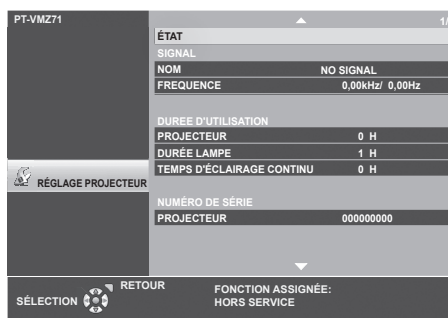 PT-VMZ71
1/
ÉTAT
SIGNAL
NOM NO SIGNAL
FREQUENCE 0,00kHz/ 0,00Hz
DUREE D'UTILISATION
PROJECTEUR 0 H
DURÉE LAMPE 1 H
TEMPS D'ÉCLAIRAGE CONTINU 0 H
RÉGLAGE PROJECTEUR
NUMÉRO DE SÉRIE
PROJECTEUR 000000000
RETOUR
SÉLECTION
FONCTION ASSIGNÉE:
HORS SERVICE